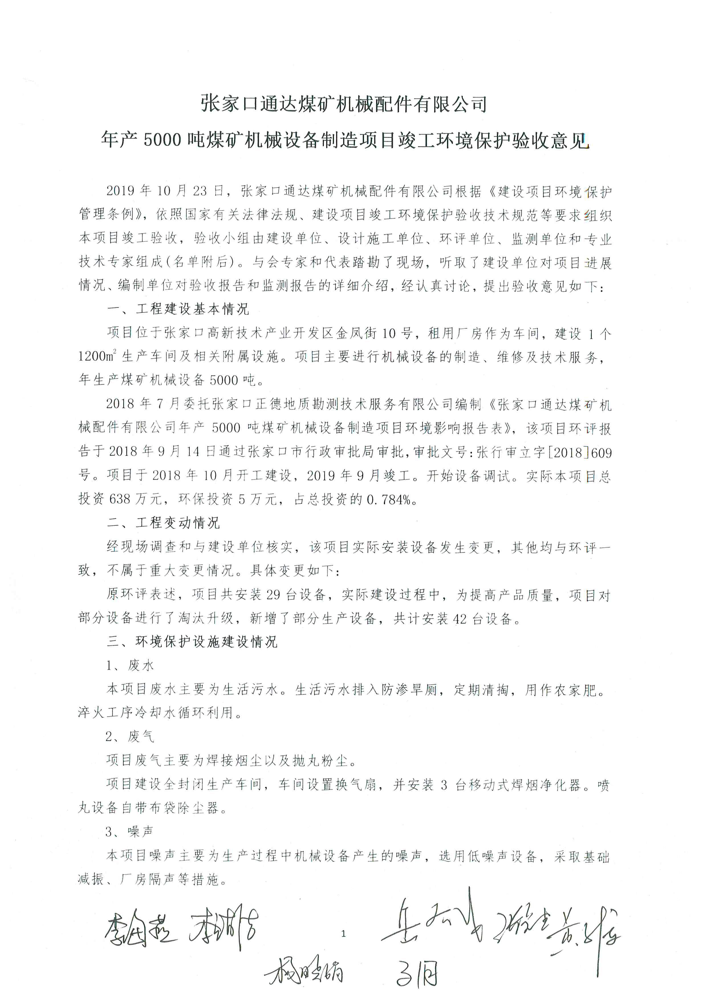 张家口通达煤矿机械配件有限公司
年产 5000 吨煤矿机械设备制造项目竣工环境保护验收意见
2019 年 10 月 23 日，张家口通达煤矿机械配件有限公司根据《建设项目环境保护
管理条例》，依照国家有关法律法规、建设项目竣工环境保护验收技术规范等要求组织
本项目竣工验收，验收小组由建设单位、设计施工单位、环评单位、监测单位和专业
技术专家组成(名单附后)。与会专家和代表踏勘了现场，听取了建设单位对项目进展
情况、编制单位对验收报告和监测报告的详细介绍，经认真讨论，提出验收意见如下：
一、工程建设基本情况
项目位于张家口高新技术产业开发区金凤街 10 号，租用厂房作为车间，建设 1 个
1200m² 生产车间及相关附属设施。项目主要进行机械设备的制造、维修及技术服务，
年生产煤矿机械设备 5000 吨。
2018 年 7 月委托张家口正德地质勘测技术服务有限公司编制《张家口通达煤矿机
械配件有限公司年产 5000 吨煤矿机械设备制造项目环境影响报告表》，该项目环评报
告于 2018 年 9 月 14 日通过张家口市行政审批局审批，审批文号：张行审立字[2018]609
号。项目于 2018 年 10 月开工建设，2019 年 9 月竣工。开始设备调试。实际本项目总
投资 638 万元，环保投资 5 万元，占总投资的 0.784%。
二、工程变动情况
经现场调查和与建设单位核实，该项目实际安装设备发生变更，其他均与环评一
致，不属于重大变更情况。具体变更如下：
原环评表述，项目共安装 29 台设备，实际建设过程中，为提高产品质量，项目对
部分设备进行了淘汰升级，新增了部分生产设备，共计安装 42 台设备。
三、环境保护设施建设情况
1、废水
本项目废水主要为生活污水。生活污水排入防渗旱厕，定期清掏，用作农家肥。
淬火工序冷却水循环利用。
2、废气
项目废气主要为焊接烟尘以及抛丸粉尘。
项目建设全封闭生产车间，车间设置换气扇，并安装 3 台移动式焊烟净化器。喷
丸设备自带布袋除尘器。
3、噪声
本项目噪声主要为生产过程中机械设备产生的噪声，选用低噪声设备，采取基础
减振、厂房隔声等措施。
李海燕
1